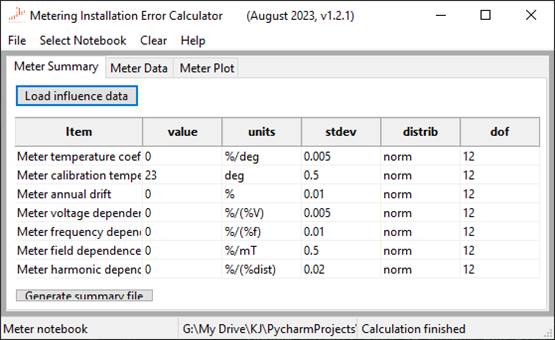 Metering Installation Error Calculator (August 2023, v1.2.1)
File Select Notebook Clear Help
Meter Summary Meter Data Meter Plot
Load influence data
Item value units stdev distrib dof
Meter temperature coef 0 %/deg 0.005 norm 12
Meter calibration tempe 23 deg 0.5 norm 12
Meter annual drift 0 % 0.01 norm 12
Meter voltage depender 0 %/(%V) 0.005 norm 12
Meter frequency depend 0 %/(%f) 0.01 norm 12
Meter field dependence 0 %/mT 0.5 norm 12
Meter harmonic depend 0 %/(%dist) 0.02 norm 12
Generate summary file
Meter notebook G:\My Drive\KJ\PycharmProjects\ Calculation finished